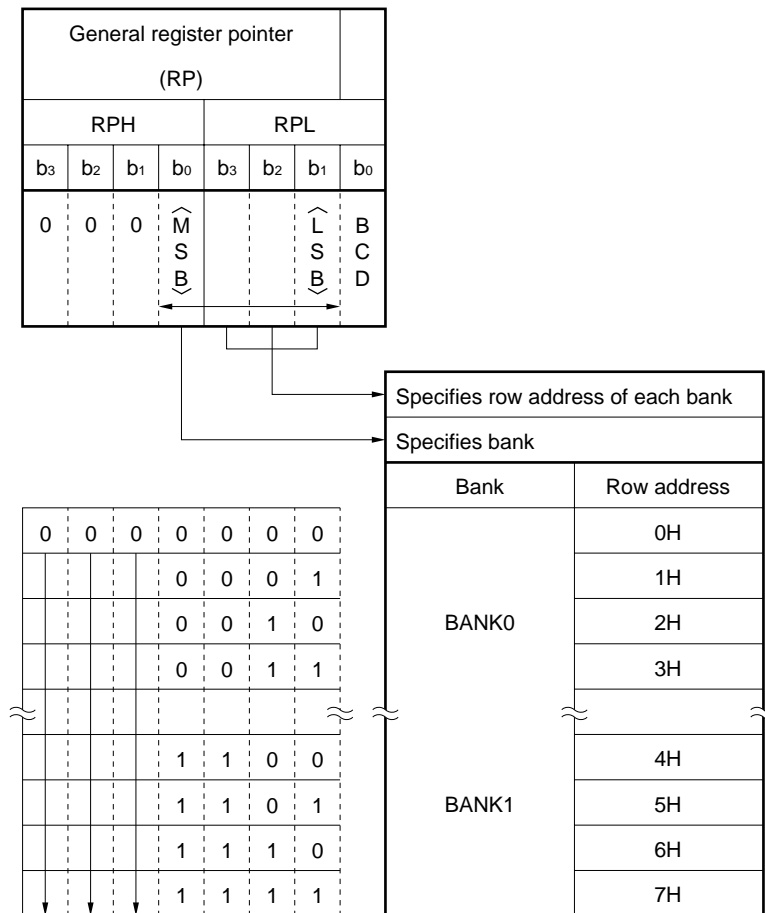 General register pointer
(RP)
RPH RPL
b3 b2 b1 b0 b3 b2 b1 b0
0 0 0 〈MSB〉 〈LSB〉 BCD
Specifies row address of each bank
Specifies bank
Bank Row address
0 0 0 0 0 0 0 0H
0 0 0 1 1H
0 0 1 0 BANK0 2H
0 0 1 1 3H
1 1 0 0 4H
1 1 0 1 BANK1 5H
1 1 1 0 6H
1 1 1 1 7H